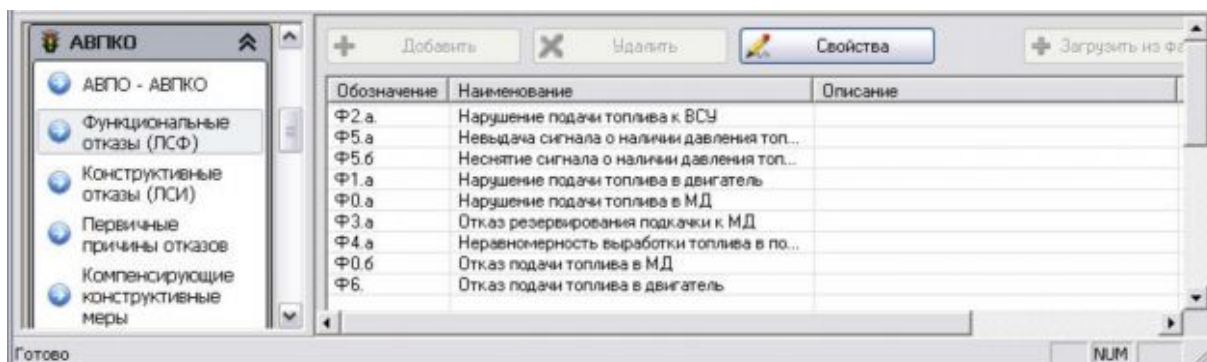 АВПКО
АВПО - АВПКО
Функциональные
отказы (ЛСФ)
Конструктивные
отказы (ЛСИ)
Первичные
причины отказов
Компенсирующие
конструктивные
меры
Добавить Удалить Свойства Загрузить из фа
Обозначение Наименование Описание
Ф2.а. Нарушение подачи топлива к ВСУ
Ф5.а Невыдача сигнала о наличии давления топ...
Ф5.б Неснятие сигнала о наличии давления топ...
Ф1.а Нарушение подачи топлива в двигатель
Ф0.а Нарушение подачи топлива в МД
Ф3.а Отказ резервирования подкачки к МД
Ф4.а Неравномерность выработки топлива в по...
Ф0.б Отказ подачи топлива в МД
Ф6. Отказ подачи топлива в двигатель
Готово NUM